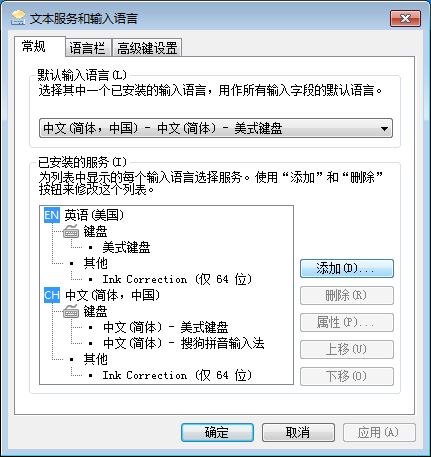 文本服务和输入语言
常规
语言栏
高级键设置
默认输入语言(L)
选择其中一个已安装的输入语言，用作所有输入字段的默认语言。
中文(简体，中国) - 中文(简体) - 美式键盘
已安装的服务(I)
为列表中显示的每个输入语言选择服务。使用“添加”和“删除”
按钮来修改这个列表。
EN 英语(美国)
键盘
美式键盘
其他
Ink Correction (仅 64 位)
CH 中文(简体，中国)
键盘
中文(简体) - 美式键盘
中文(简体) - 搜狗拼音输入法
其他
Ink Correction (仅 64 位)
添加(D)...
删除(R)
属性(P)...
上移(U)
下移(O)
确定
取消
应用(A)